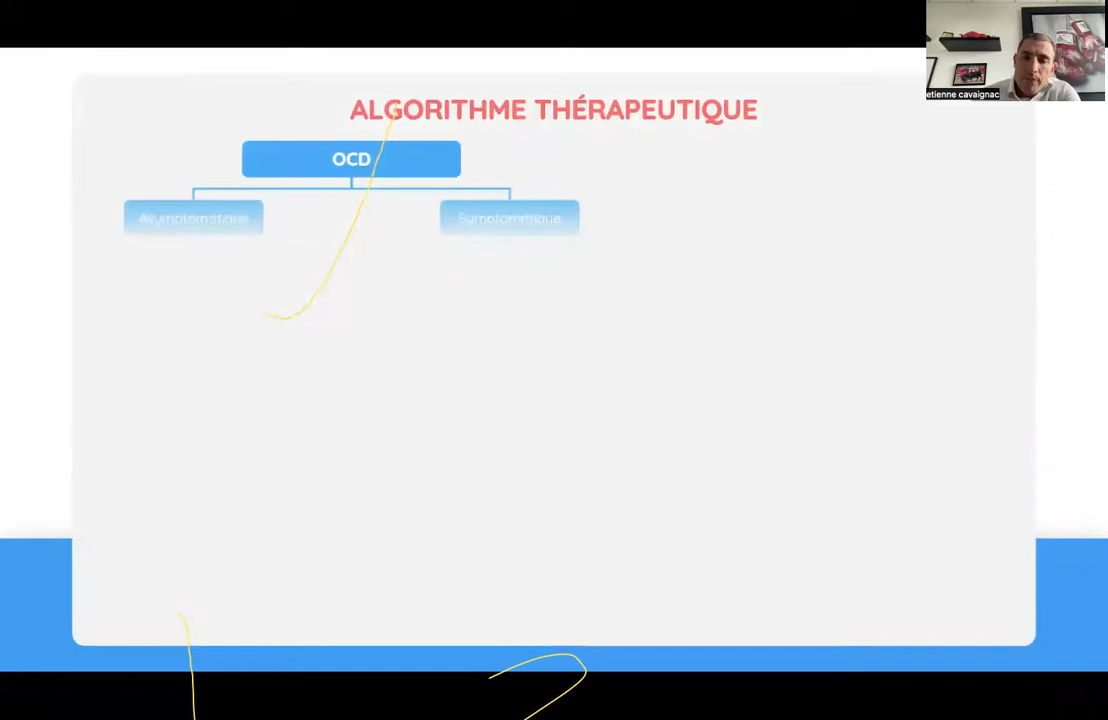 ALGORITHME THÉRAPEUTIQUE
etienne cavaignac
OCD
Asymptomatique
Symptomatique